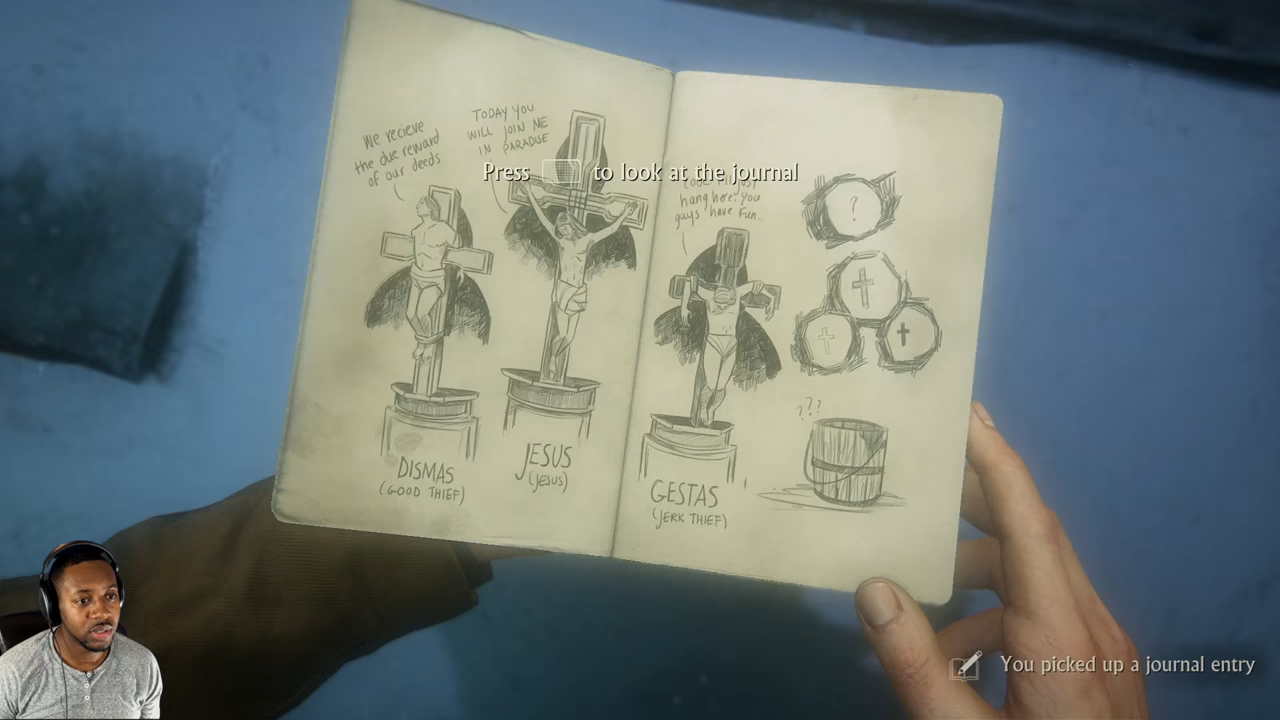 We recieve
the due reward
of our deeds
TODAY YOU
WILL JOIN ME
IN PARADISE
Press to look at the journal
hang here. You
guys have fun...
?
???
DISMAS
(GOOD THIEF)
JESUS
(JESUS)
GESTAS
(JERK THIEF)
You picked up a journal entry